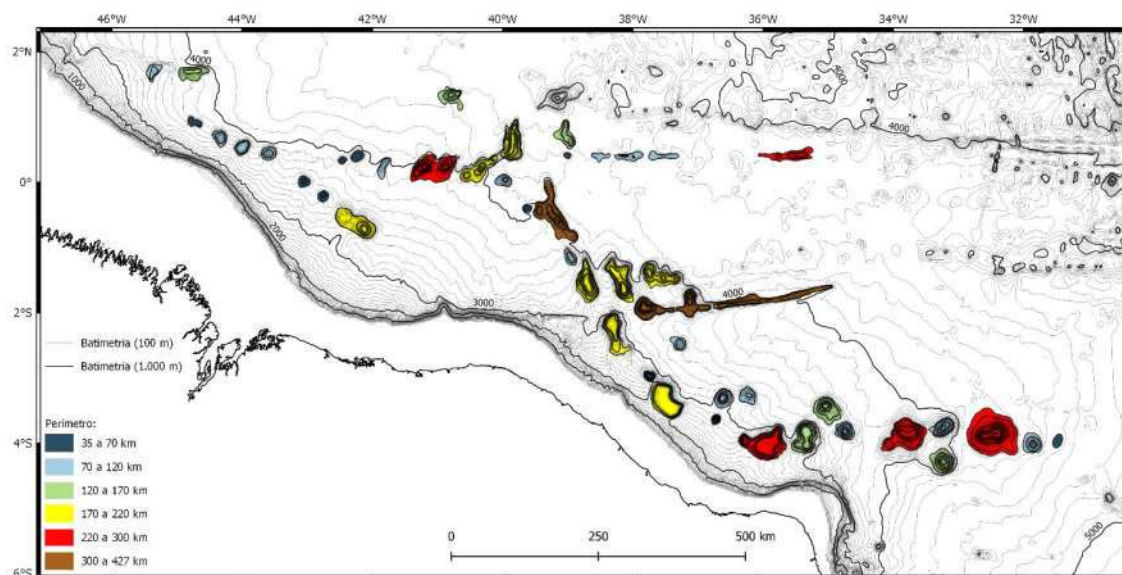 46°W 44°W 42°W 40°W 38°W 36°W 34°W 32°W
2°N
0°
2°S
4°S
6°S
1000
4000
4000
4000
2000
3000
4000
5000
Batimetria (100 m)
Batimetria (1.000 m)
Perímetro:
35 a 70 km
70 a 120 km
120 a 170 km
170 a 220 km
220 a 300 km
300 a 427 km
0 250 500 km